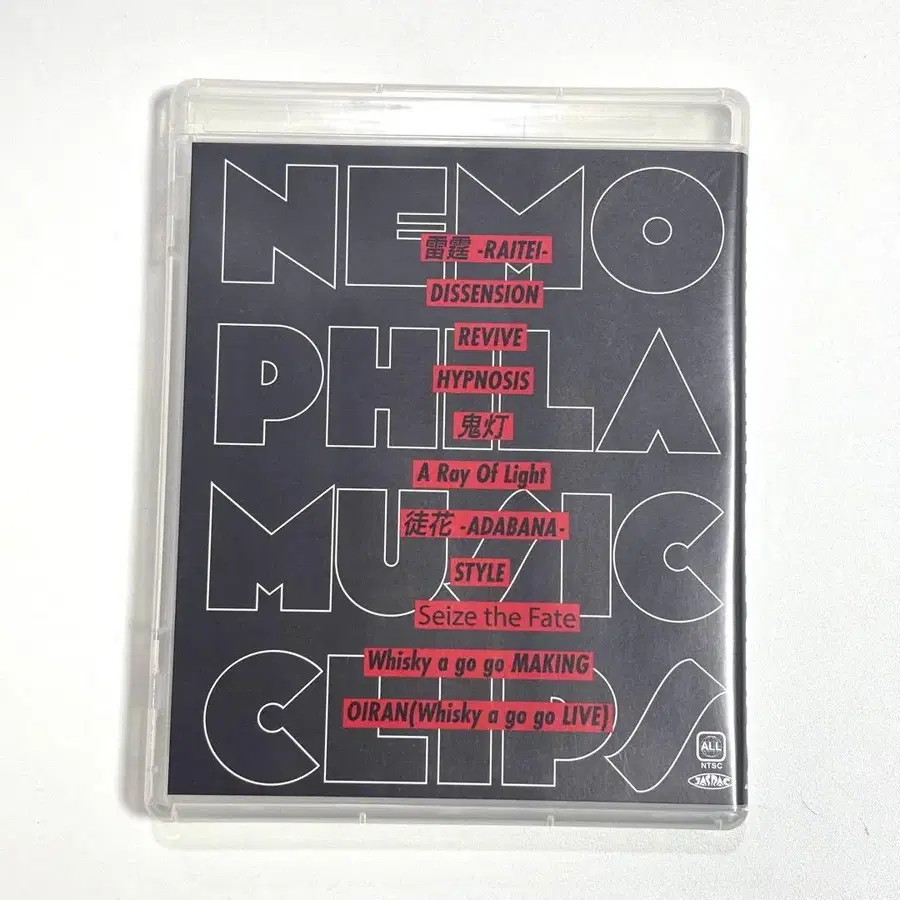 NEMO
PHILA
MUSIC
CLIPS
雷霆 -RAITEI-
DISSENSION
REVIVE
HYPNOSIS
鬼灯
A Ray Of Light
徒花 -ADABANA-
STYLE
Seize the Fate
Whisky a go go MAKING
OIRAN(Whisky a go go LIVE)
ALL
NTSC
JASRAC